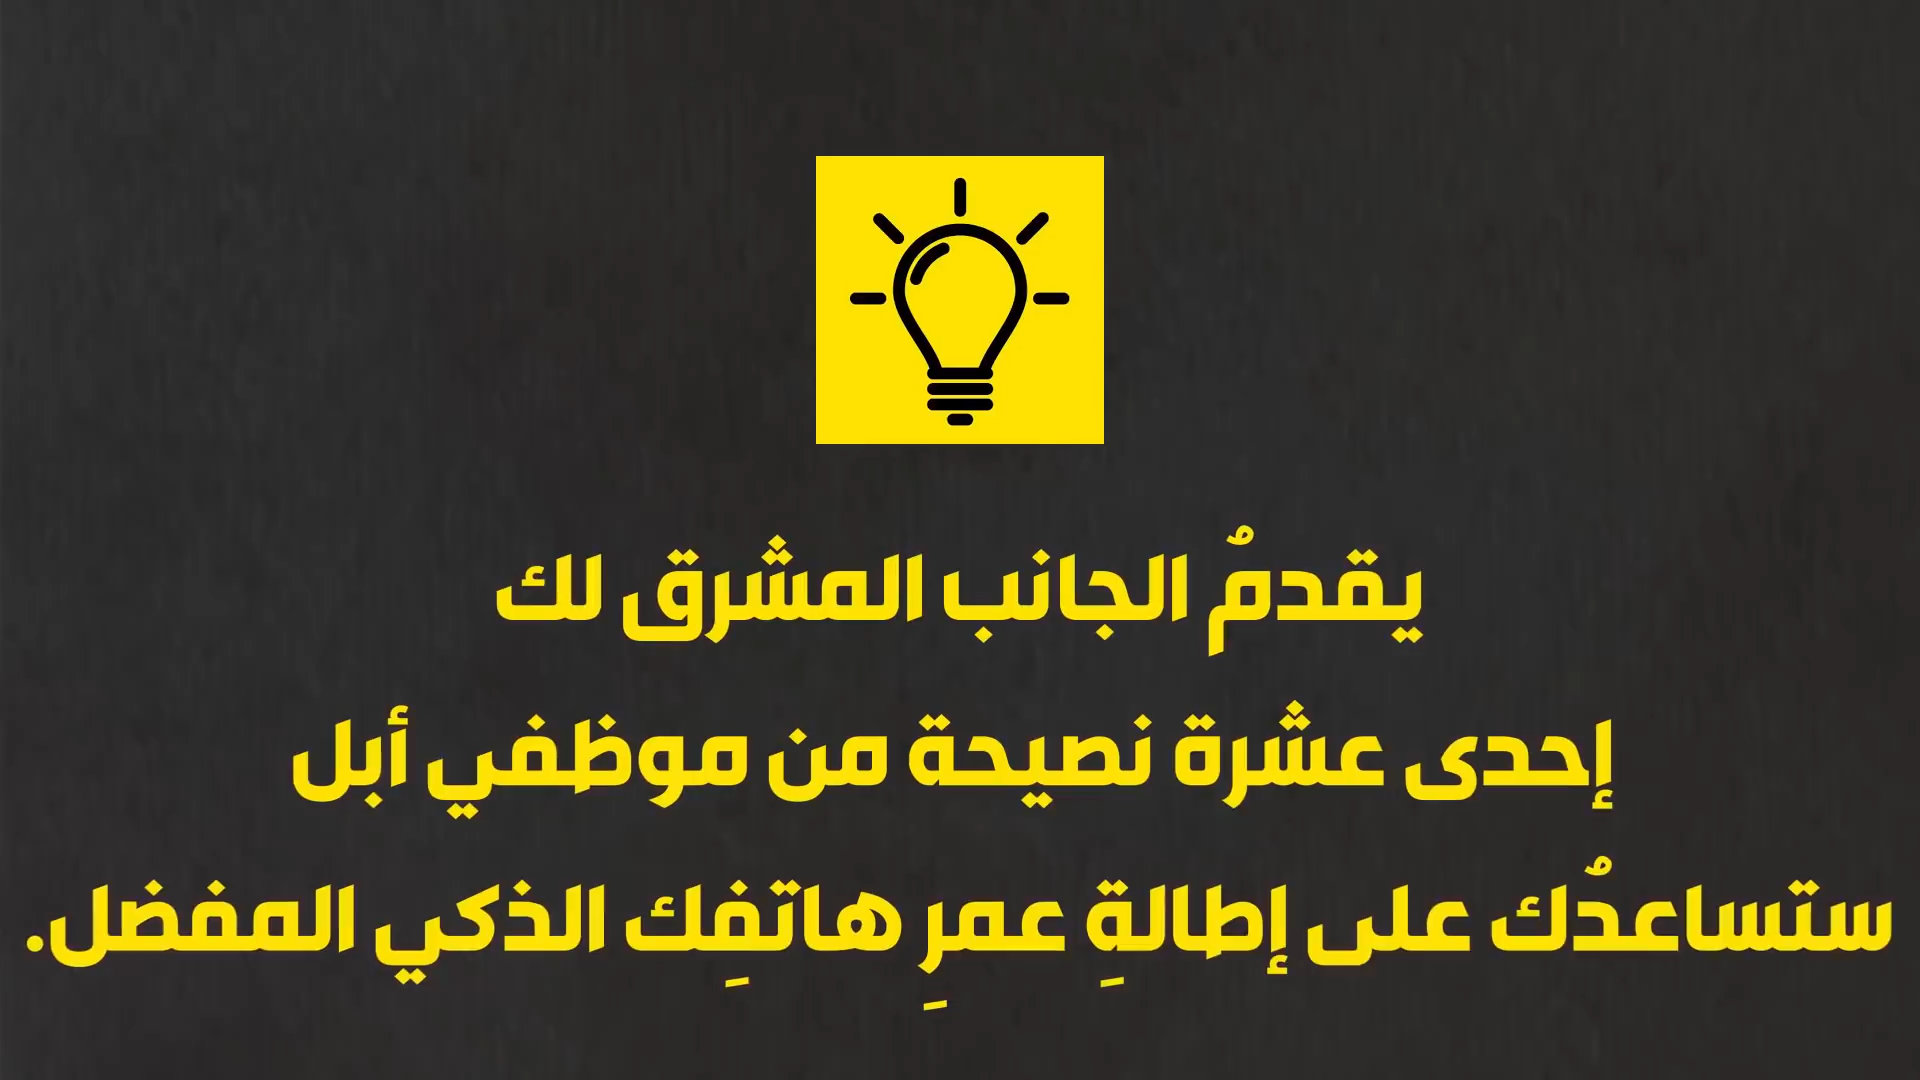 يقدمُ الجانب المشرق لك
إحدى عشرة نصيحة من موظفي أبل
ستساعدُك على إطالةِ عمرِ هاتفِك الذكي المفضل.